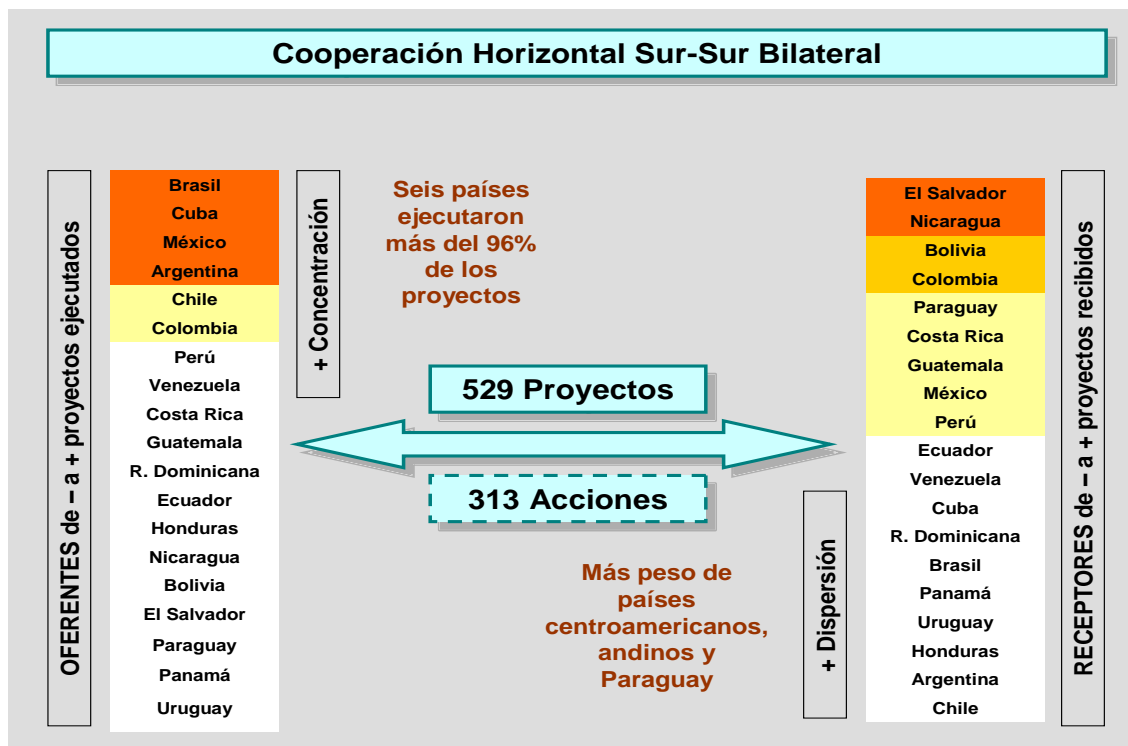 Cooperación Horizontal Sur-Sur Bilateral
OFERENTES de – a + proyectos ejecutados
Brasil
Cuba
México
Argentina
Chile
Colombia
Perú
Venezuela
Costa Rica
Guatemala
R. Dominicana
Ecuador
Honduras
Nicaragua
Bolivia
El Salvador
Paraguay
Panamá
Uruguay
+ Concentración
Seis países
ejecutaron
más del 96%
de los
proyectos
529 Proyectos
313 Acciones
Más peso de
países
centroamericanos,
andinos y
Paraguay
+ Dispersión
El Salvador
Nicaragua
Bolivia
Colombia
Paraguay
Costa Rica
Guatemala
México
Perú
Ecuador
Venezuela
Cuba
R. Dominicana
Brasil
Panamá
Uruguay
Honduras
Argentina
Chile
RECEPTORES de – a + proyectos recibidos